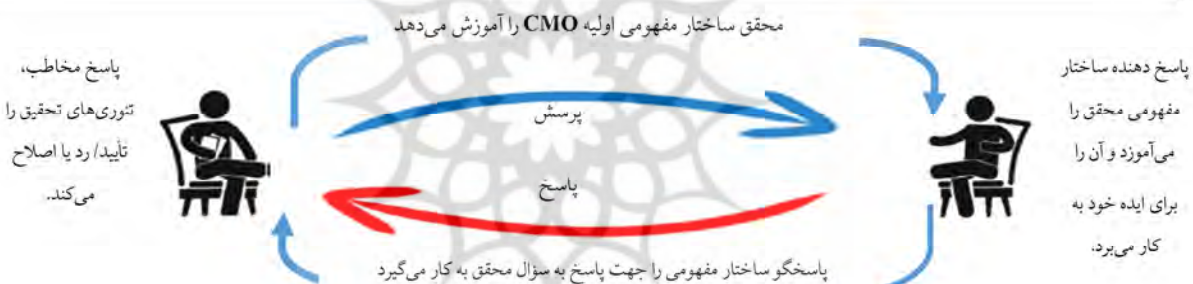 محقق ساختار مفهومی اولیه CMO را آموزش می‌دهد
پاسخ دهنده ساختار
مفهومی محقق را
می‌آموزد و آن را
برای ایده خود به
کار می‌برد.
پرسش
پاسخ
پاسخ مخاطب،
تئوری‌های تحقیق را
تأیید/ رد یا اصلاح
می‌کند.
پاسخگو ساختار مفهومی را جهت پاسخ به سؤال محقق به کار می‌گیرد